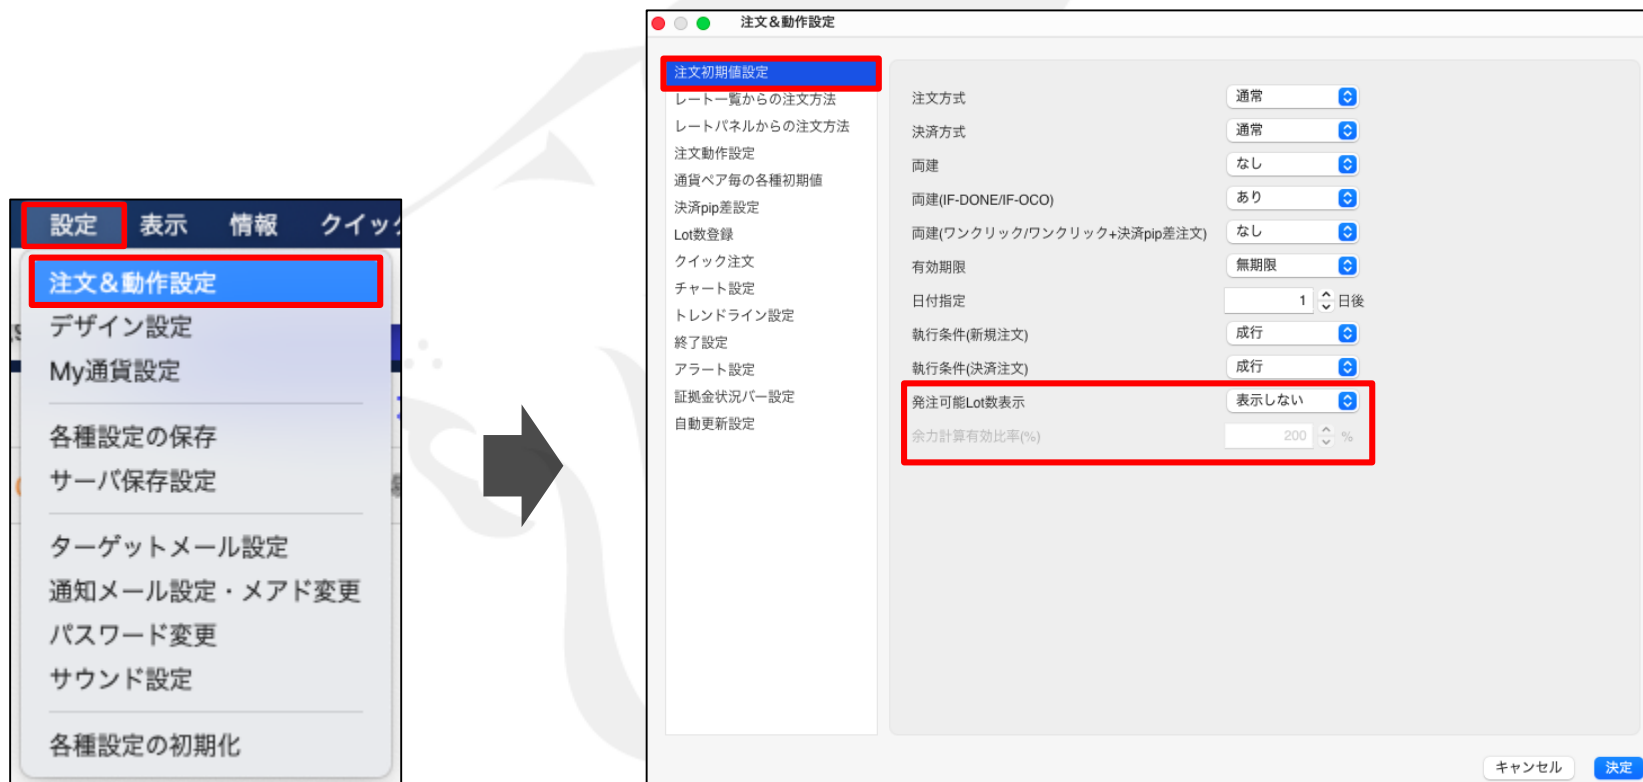 設定 表示 情報 クイック
注文＆動作設定
デザイン設定
My通貨設定
各種設定の保存
サーバ保存設定
ターゲットメール設定
通知メール設定・メアド変更
パスワード変更
サウンド設定
各種設定の初期化
注文＆動作設定
注文初期値設定
レート一覧からの注文方法
レートパネルからの注文方法
注文動作設定
通貨ペア毎の各種初期値
決済pip差設定
Lot数登録
クイック注文
チャート設定
トレンドライン設定
終了設定
アラート設定
証拠金状況バー設定
自動更新設定
注文方式 通常
決済方式 通常
両建 なし
両建(IF-DONE/IF-OCO) あり
両建(ワンクリック/ワンクリック+決済pip差注文) なし
有効期限 無期限
日付指定 1 日後
執行条件(新規注文) 成行
執行条件(決済注文) 成行
発注可能Lot数表示 表示しない
余力計算有効比率(%) 200 %
キャンセル 決定